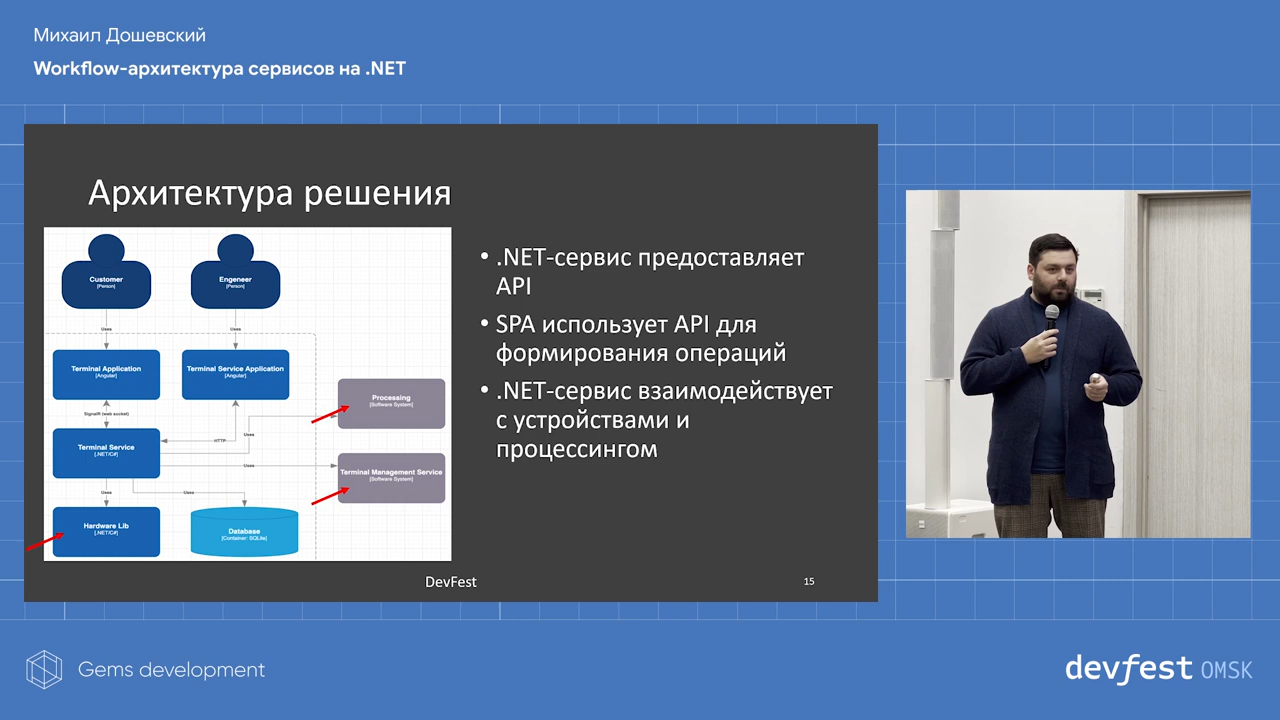 Михаил Дошевский
Workflow-архитектура сервисов на .NET
Архитектура решения
Customer
[Person]
Engeneer
[Person]
Uses
Uses
Terminal Application
[Angular]
Terminal Service Application
[Angular]
Processing
[Software System]
SignalR (web socket)
Terminal Service
[.NET/C#]
HTTP
Uses
Uses
Terminal Management Service
[Software System]
Uses
Uses
Hardware Lib
[.NET/C#]
Database
[Container: SQLite]
• .NET-сервис предоставляет
API
• SPA использует API для
формирования операций
• .NET-сервис взаимодействует
с устройствами и
процессингом
DevFest
15
Gems development
devfest OMSK